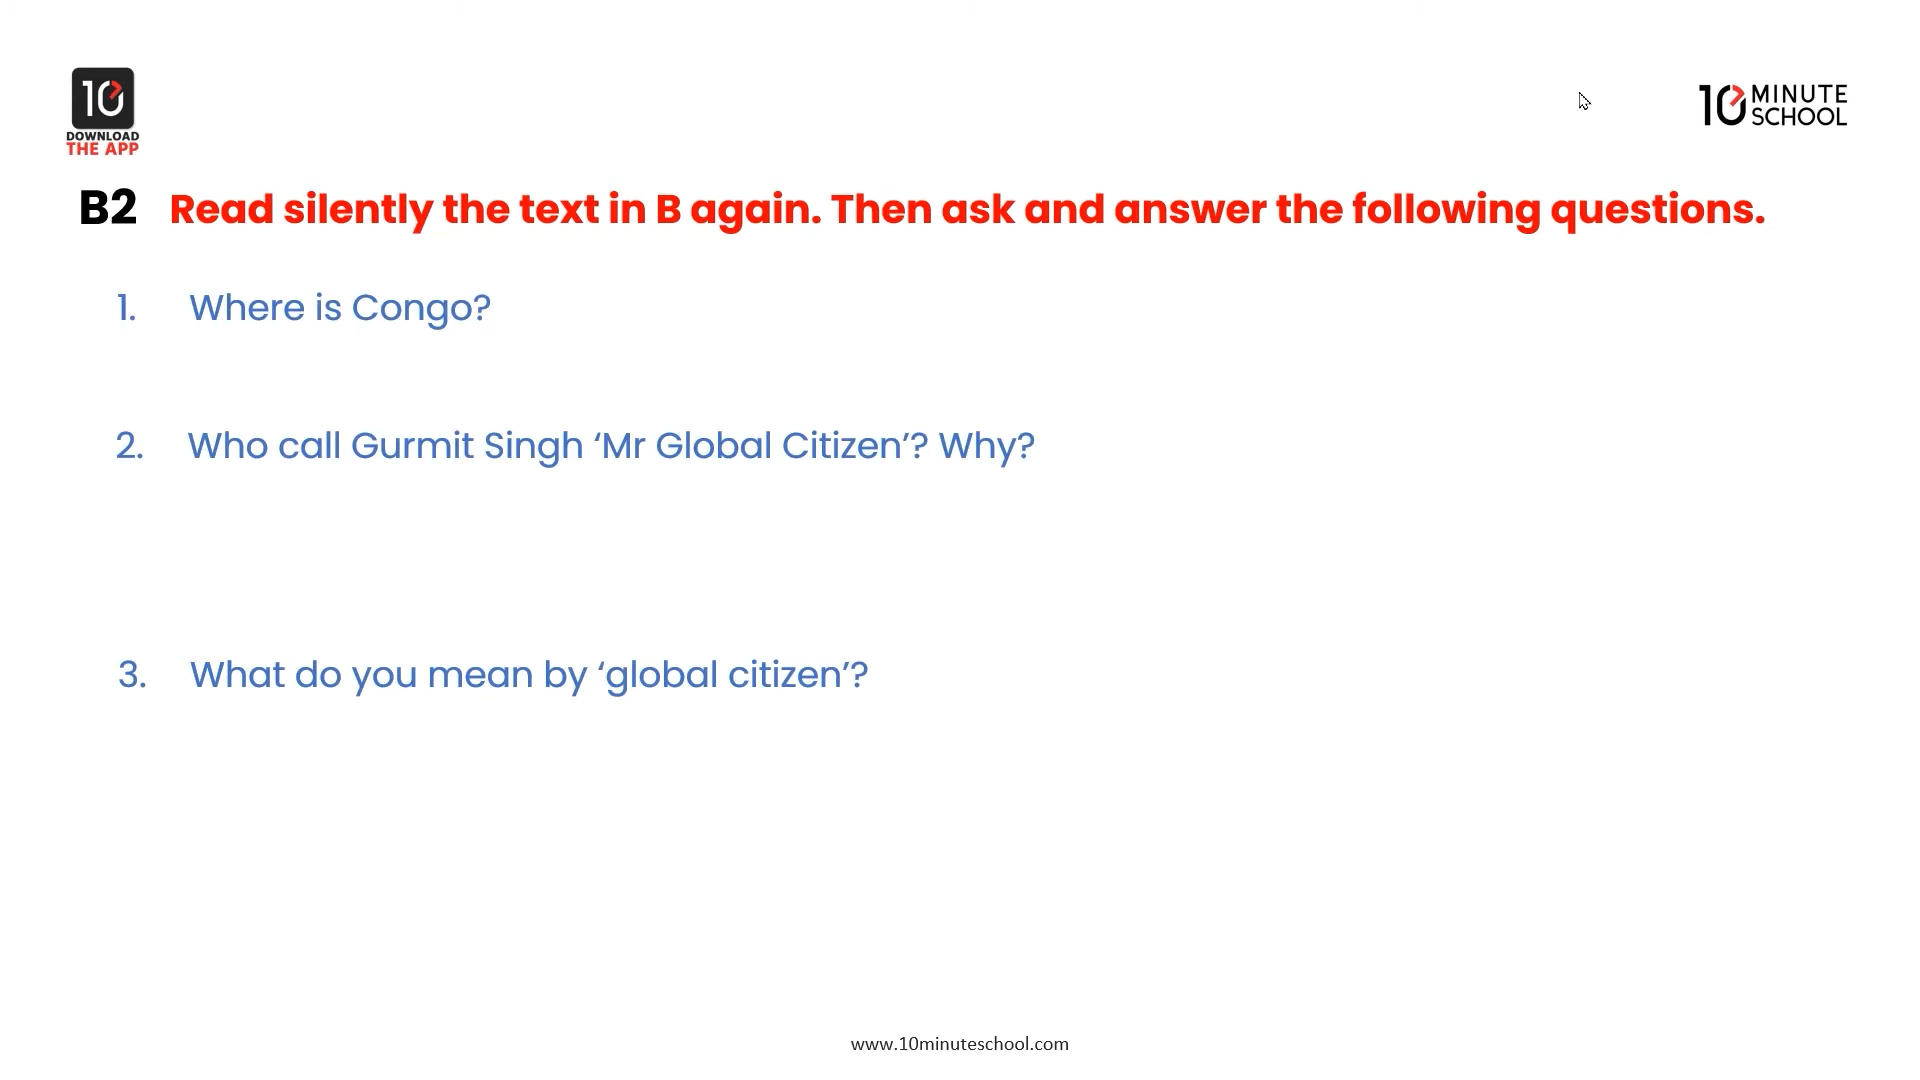 10
DOWNLOAD
THE APP
10 MINUTE
SCHOOL
B2 Read silently the text in B again. Then ask and answer the following questions.
1. Where is Congo?
2. Who call Gurmit Singh ‘Mr Global Citizen’? Why?
3. What do you mean by ‘global citizen’?
www.10minuteschool.com